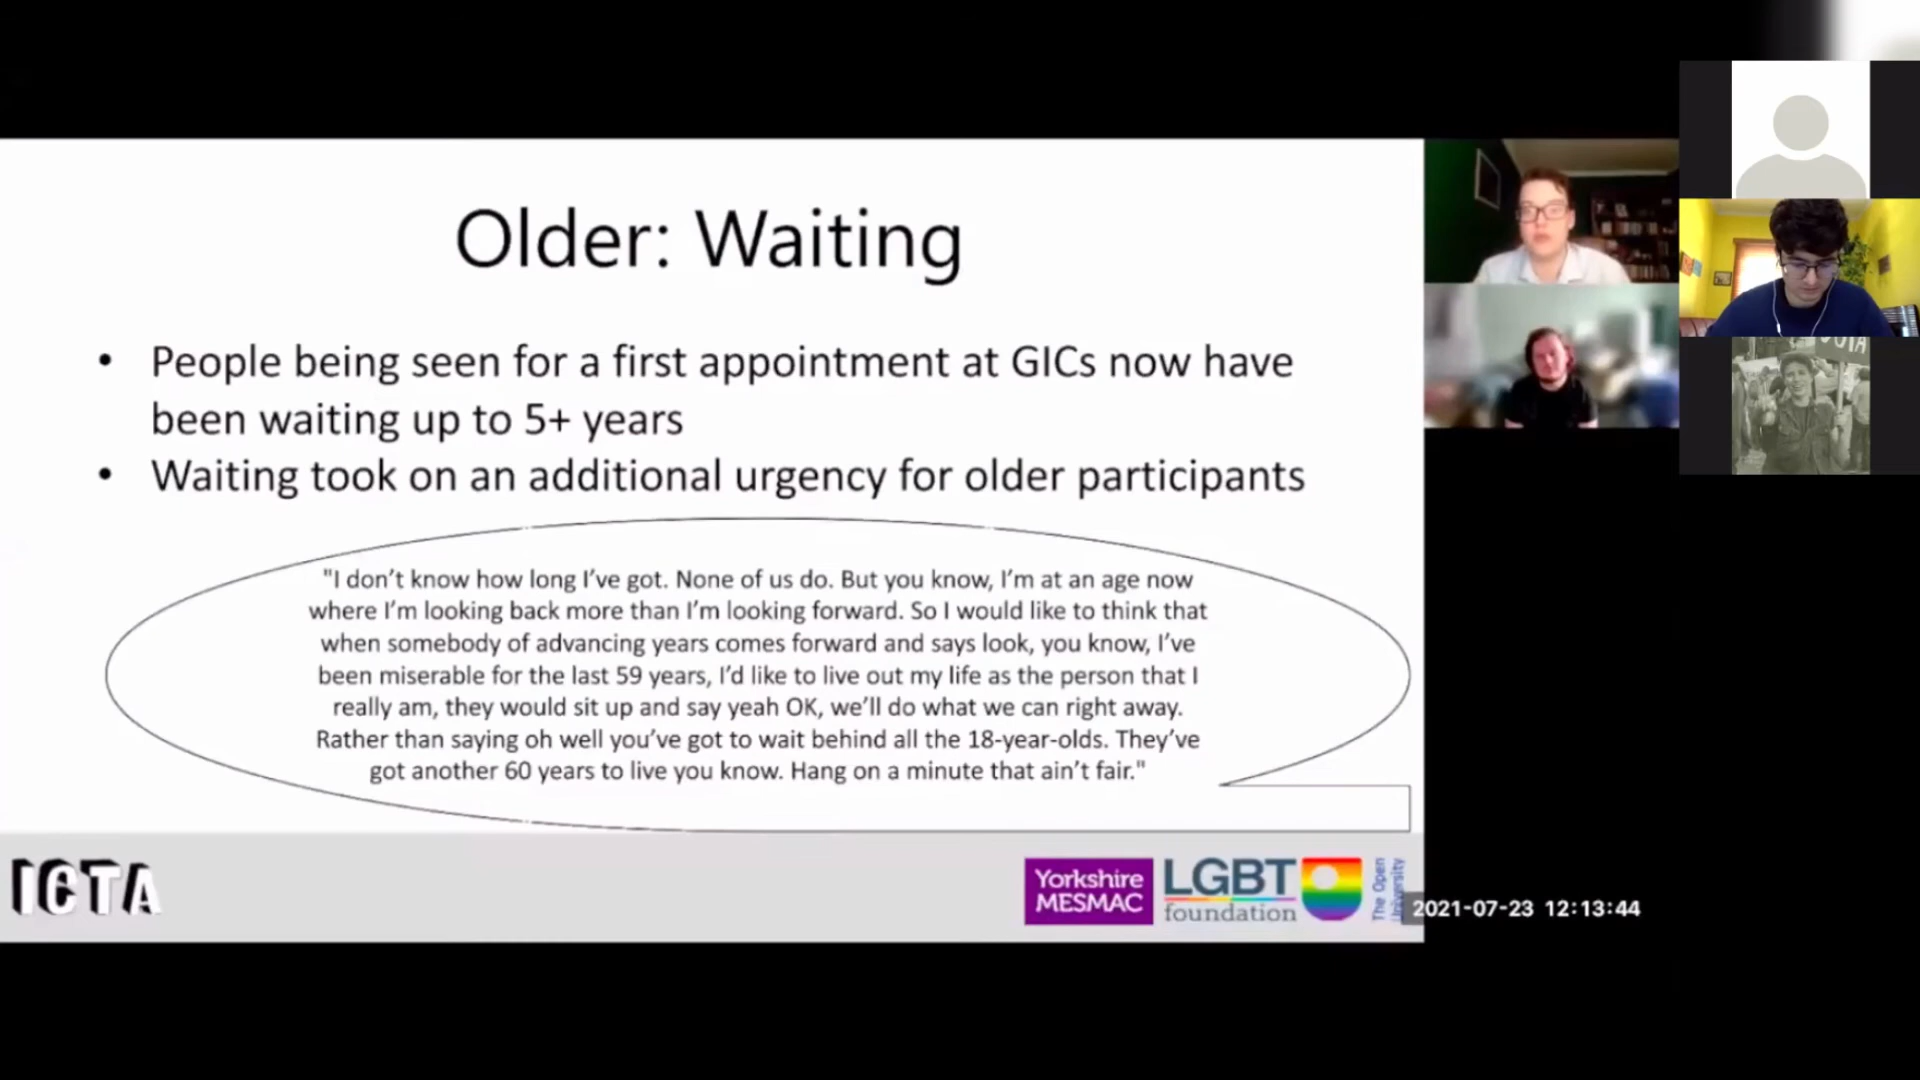 Older: Waiting
• People being seen for a first appointment at GICs now have
been waiting up to 5+ years
• Waiting took on an additional urgency for older participants
"I don’t know how long I’ve got. None of us do. But you know, I’m at an age now
where I’m looking back more than I’m looking forward. So I would like to think that
when somebody of advancing years comes forward and says look, you know, I’ve
been miserable for the last 59 years, I’d like to live out my life as the person that I
really am, they would sit up and say yeah OK, we’ll do what we can right away.
Rather than saying oh well you’ve got to wait behind all the 18-year-olds. They’ve
got another 60 years to live you know. Hang on a minute that ain’t fair."
ICTA
Yorkshire
MESMAC
LGBT
foundation
The Open
University
2021-07-23 12:13:44